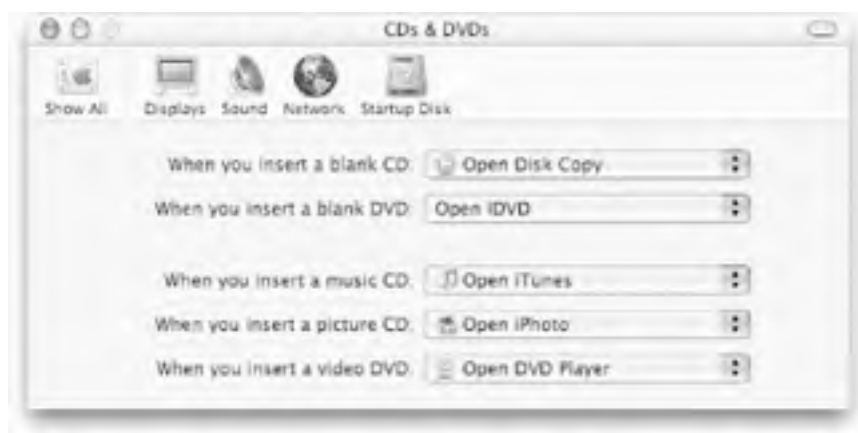 CDs & DVDs
Show All Displays Sound Network Startup Disk
When you insert a blank CD: Open Disk Copy
When you insert a blank DVD: Open iDVD
When you insert a music CD: Open iTunes
When you insert a picture CD: Open iPhoto
When you insert a video DVD: Open DVD Player